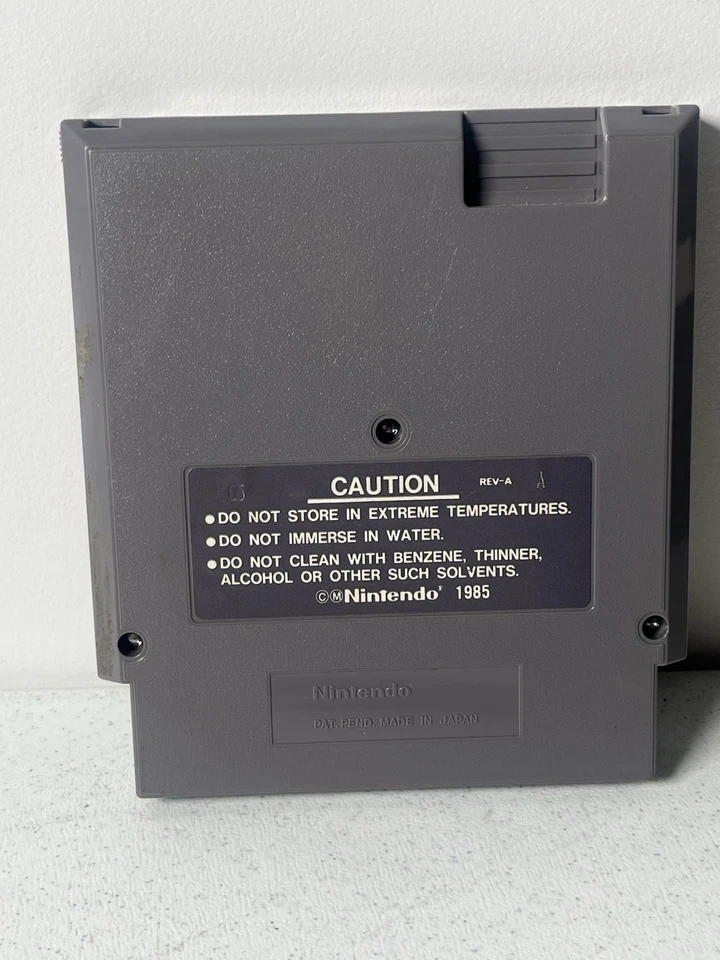 CAUTION REV-A A
●DO NOT STORE IN EXTREME TEMPERATURES.
●DO NOT IMMERSE IN WATER.
●DO NOT CLEAN WITH BENZENE, THINNER,
ALCOHOL OR OTHER SUCH SOLVENTS.
©ⓂNintendo® 1985
Nintendo®
PAT. PEND. MADE IN JAPAN